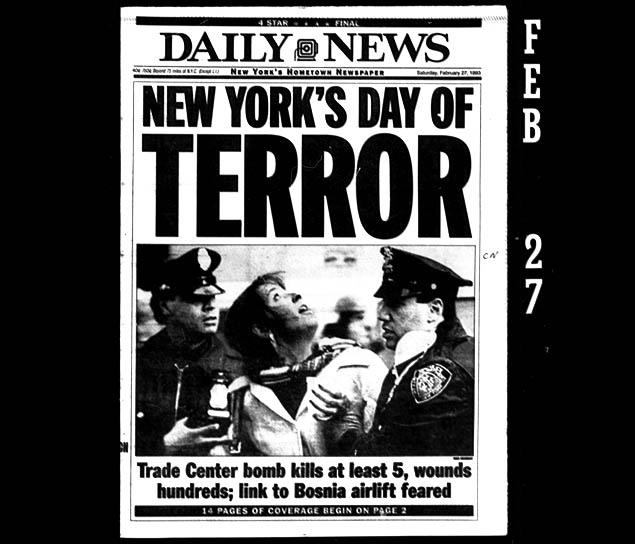 4 STAR ★ ★ ★ ★ FINAL
DAILY NEWS
NEW YORK'S HOMETOWN NEWSPAPER
Saturday, February 27, 1993
NEW YORK'S DAY OF
TERROR
CN
Trade Center bomb kills at least 5, wounds
hundreds; link to Bosnia airlift feared
14 PAGES OF COVERAGE BEGIN ON PAGE 2
FEB
27